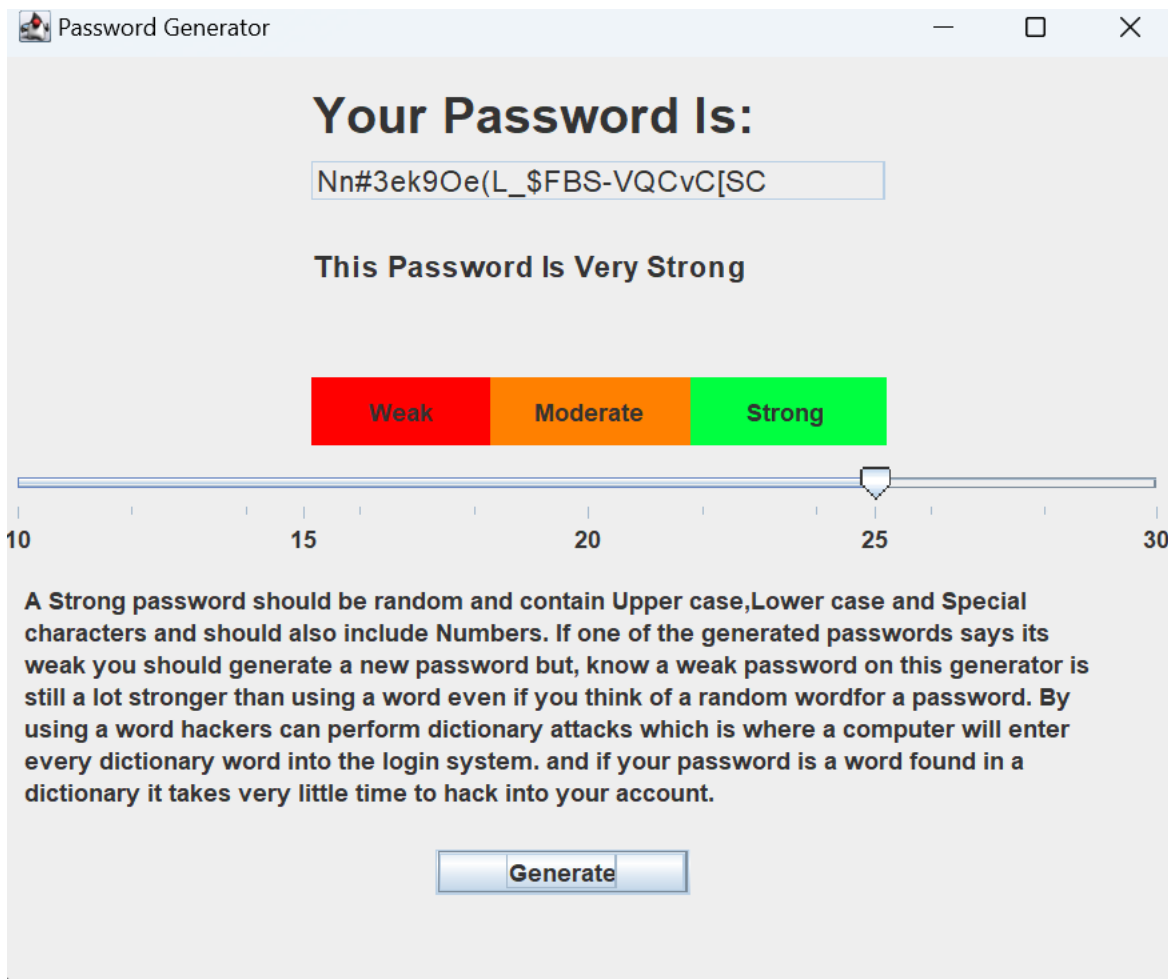 Password Generator
Your Password Is:
Nn#3ek9Oe(L_$FBS-VQCvC[SC
This Password Is Very Strong
Weak Moderate Strong
10 15 20 25 30
A Strong password should be random and contain Upper case,Lower case and Special
characters and should also include Numbers. If one of the generated passwords says its
weak you should generate a new password but, know a weak password on this generator is
still a lot stronger than using a word even if you think of a random wordfor a password. By
using a word hackers can perform dictionary attacks which is where a computer will enter
every dictionary word into the login system. and if your password is a word found in a
dictionary it takes very little time to hack into your account.
Generate